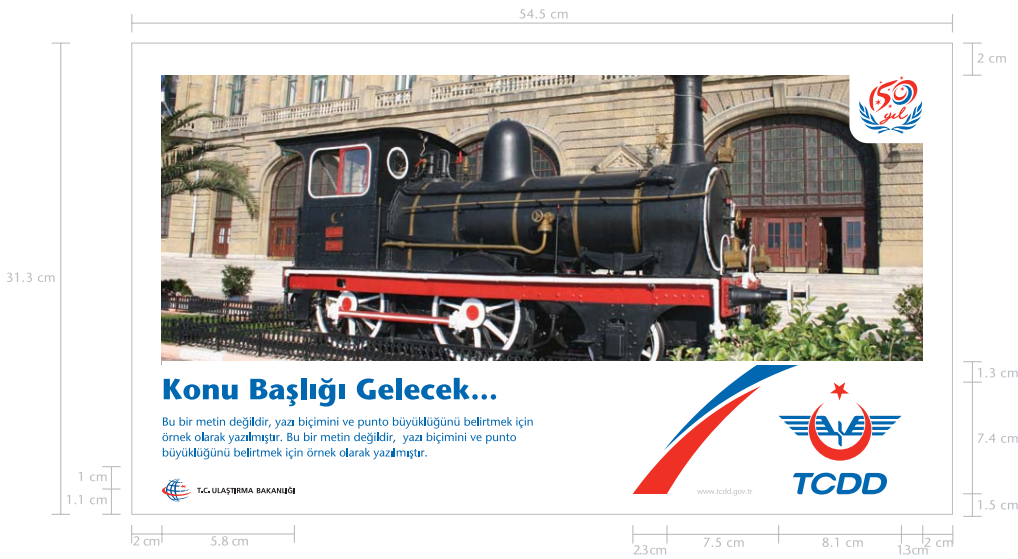 54.5 cm
2 cm
150
yıl
31.3 cm
Konu Başlığı Gelecek...
Bu bir metin değildir, yazı biçimini ve punto büyüklüğünü belirtmek için
örnek olarak yazılmıştır. Bu bir metin değildir, yazı biçimini ve punto
büyüklüğünü belirtmek için örnek olarak yazılmıştır.
1.3 cm
7.4 cm
1 cm
1.1 cm
T.C. ULAŞTIRMA BAKANLIĞI
www.tcdd.gov.tr
TCDD
1.5 cm
2 cm
5.8 cm
2.3 cm
7.5 cm
8.1 cm
1.3 cm
2 cm